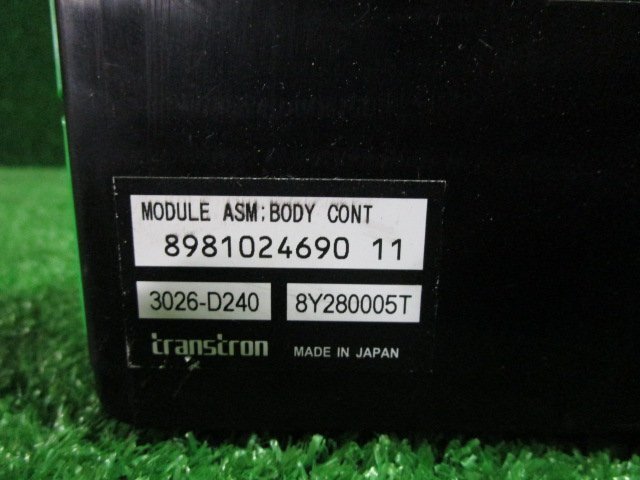 MODULE ASM;BODY CONT
8981024690 11
3026-D240 8Y280005T
transtron MADE IN JAPAN